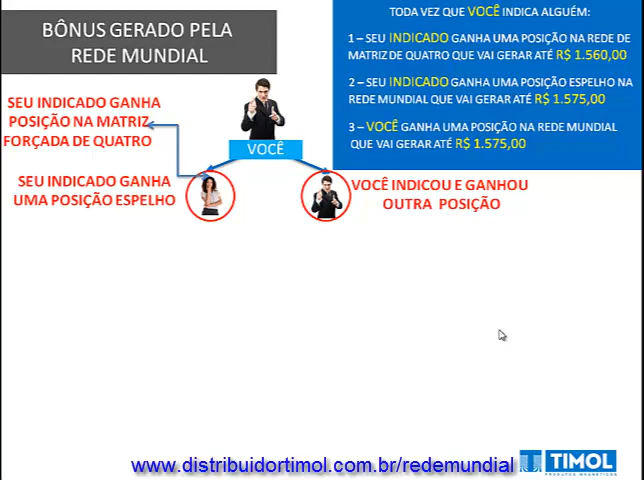 BÔNUS GERADO PELA
REDE MUNDIAL
TODA VEZ QUE VOCÊ INDICA ALGUÉM:
1 – SEU INDICADO GANHA UMA POSIÇÃO NA REDE DE
MATRIZ DE QUATRO QUE VAI GERAR ATÉ R$ 1.560,00
2 – SEU INDICADO GANHA UMA POSIÇÃO ESPELHO NA
REDE MUNDIAL QUE VAI GERAR ATÉ R$ 1.575,00
3 – VOCÊ GANHA UMA POSIÇÃO NA REDE MUNDIAL
QUE VAI GERAR ATÉ R$ 1.575,00
SEU INDICADO GANHA
POSIÇÃO NA MATRIZ
FORÇADA DE QUATRO
VOCÊ
SEU INDICADO GANHA
UMA POSIÇÃO ESPELHO
VOCÊ INDICOU E GANHOU
OUTRA POSIÇÃO
www.distribuidortimol.com.br/redemundial
TIMOL
PRODUTOS MAGNÉTICOS